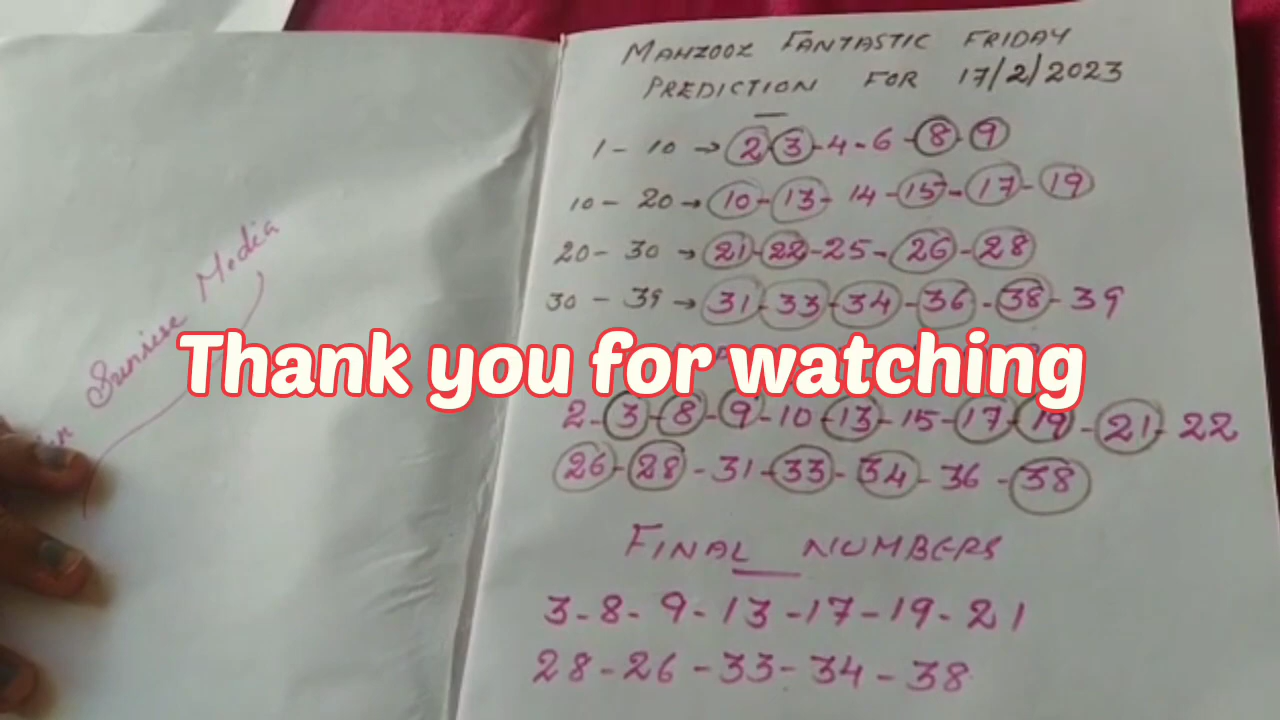 Sunrise Media
MAHZOOZ FANTASTIC FRIDAY
PREDICTION FOR 17/2/2023
1 - 10 → 2 3 - 4 - 6 - 8 - 9
10 - 20 → 10 - 13 - 14 - 15 - 17 - 19
20 - 30 → 21 - 22 - 25 - 26 - 28
30 - 39 → 31 - 33 - 34 - 36 - 38 - 39
Thank you for watching
2 - 3 - 8 - 9 - 10 - 13 - 15 - 17 - 19 - 21 - 22
26 - 28 - 31 - 33 - 34 - 36 - 38
FINAL NUMBERS
3 - 8 - 9 - 13 - 17 - 19 - 21
28 - 26 - 33 - 34 - 38